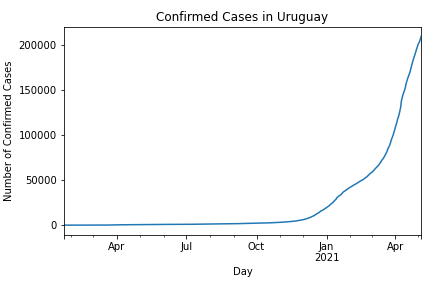 Confirmed Cases in Uruguay
200000
150000
100000
50000
0
Number of Confirmed Cases
Apr
Jul
Oct
Jan
2021
Apr
Day